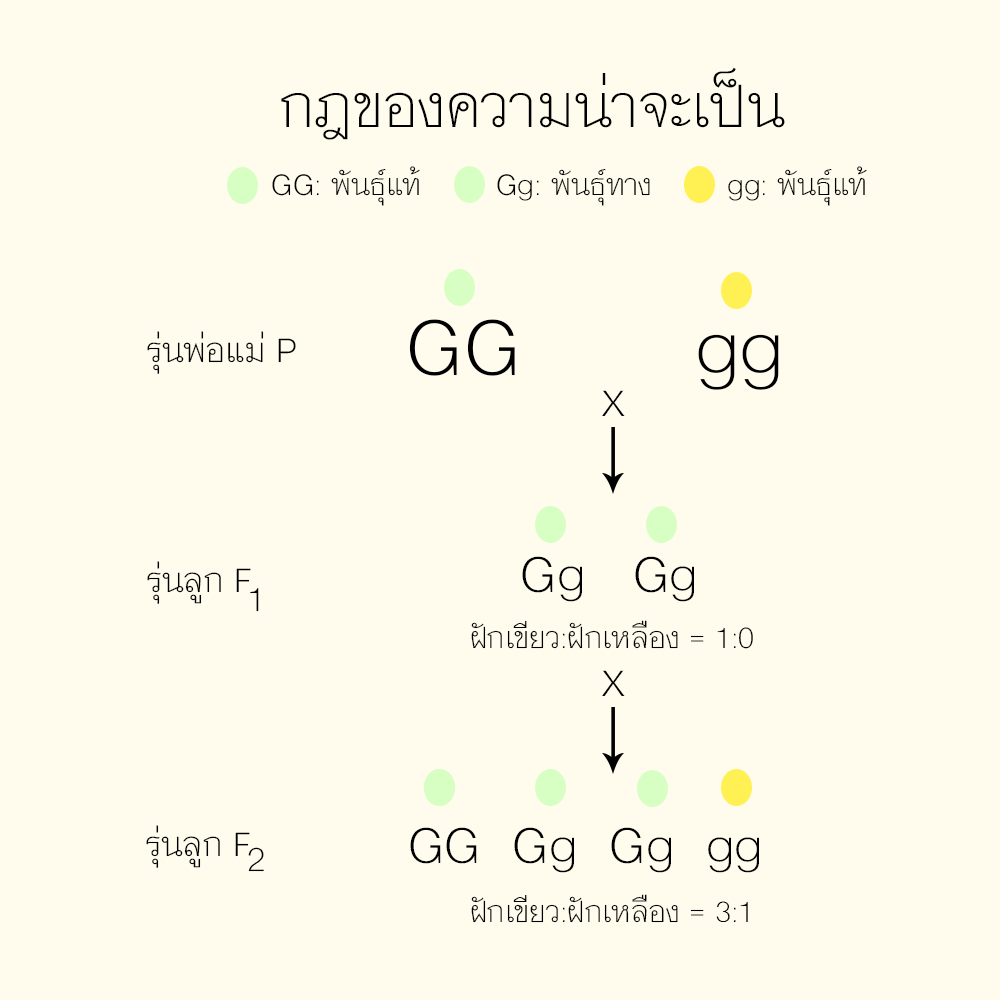 กฎของความน่าจะเป็น
GG: พันธุ์แท้ Gg: พันธุ์ทาง gg: พันธุ์แท้
รุ่นพ่อแม่ P GG gg
X
รุ่นลูก F1 Gg Gg
ฝักเขียว:ฝักเหลือง = 1:0
X
รุ่นลูก F2 GG Gg Gg gg
ฝักเขียว:ฝักเหลือง = 3:1